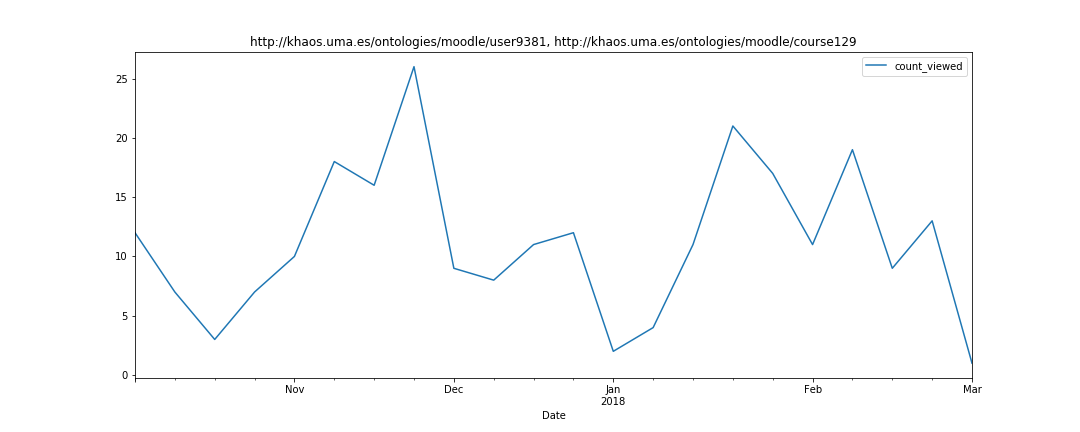 http://khaos.uma.es/ontologies/moodle/user9381, http://khaos.uma.es/ontologies/moodle/course129
count_viewed
25
20
15
10
5
0
Nov
Dec
Jan
2018
Feb
Mar
Date